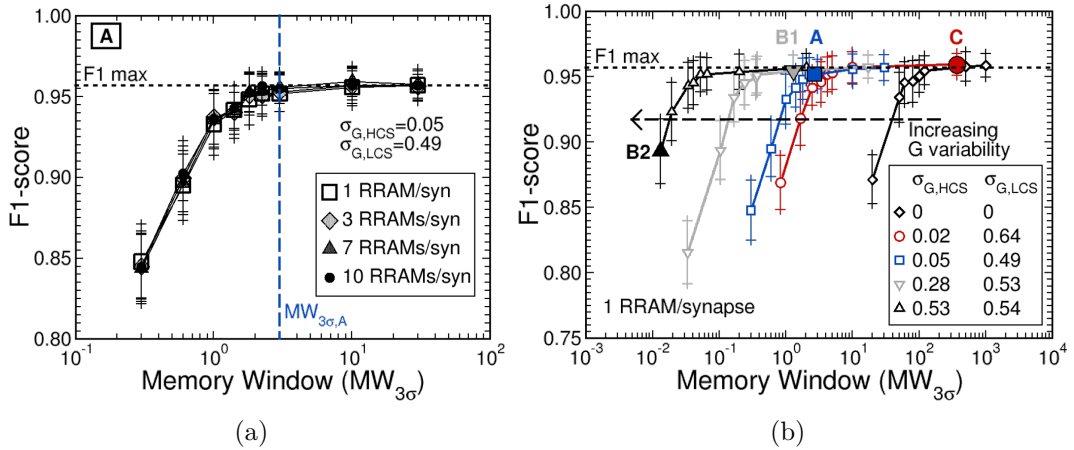 A
F1 max
σG,HCS=0.05
σG,LCS=0.49
1 RRAM/syn
3 RRAMs/syn
7 RRAMs/syn
10 RRAMs/syn
MW3σ,A
F1-score
1.00
0.95
0.90
0.85
0.80
10-1
100
101
102
Memory Window (MW3σ)
(a)
B1
A
C
F1 max
B2
Increasing
G variability
σG,HCS σG,LCS
0 0
0.02 0.64
0.05 0.49
0.28 0.53
0.53 0.54
1 RRAM/synapse
F1-score
1.00
0.95
0.90
0.85
0.80
0.75
10-3
10-2
10-1
100
101
102
103
104
Memory Window (MW3σ)
(b)